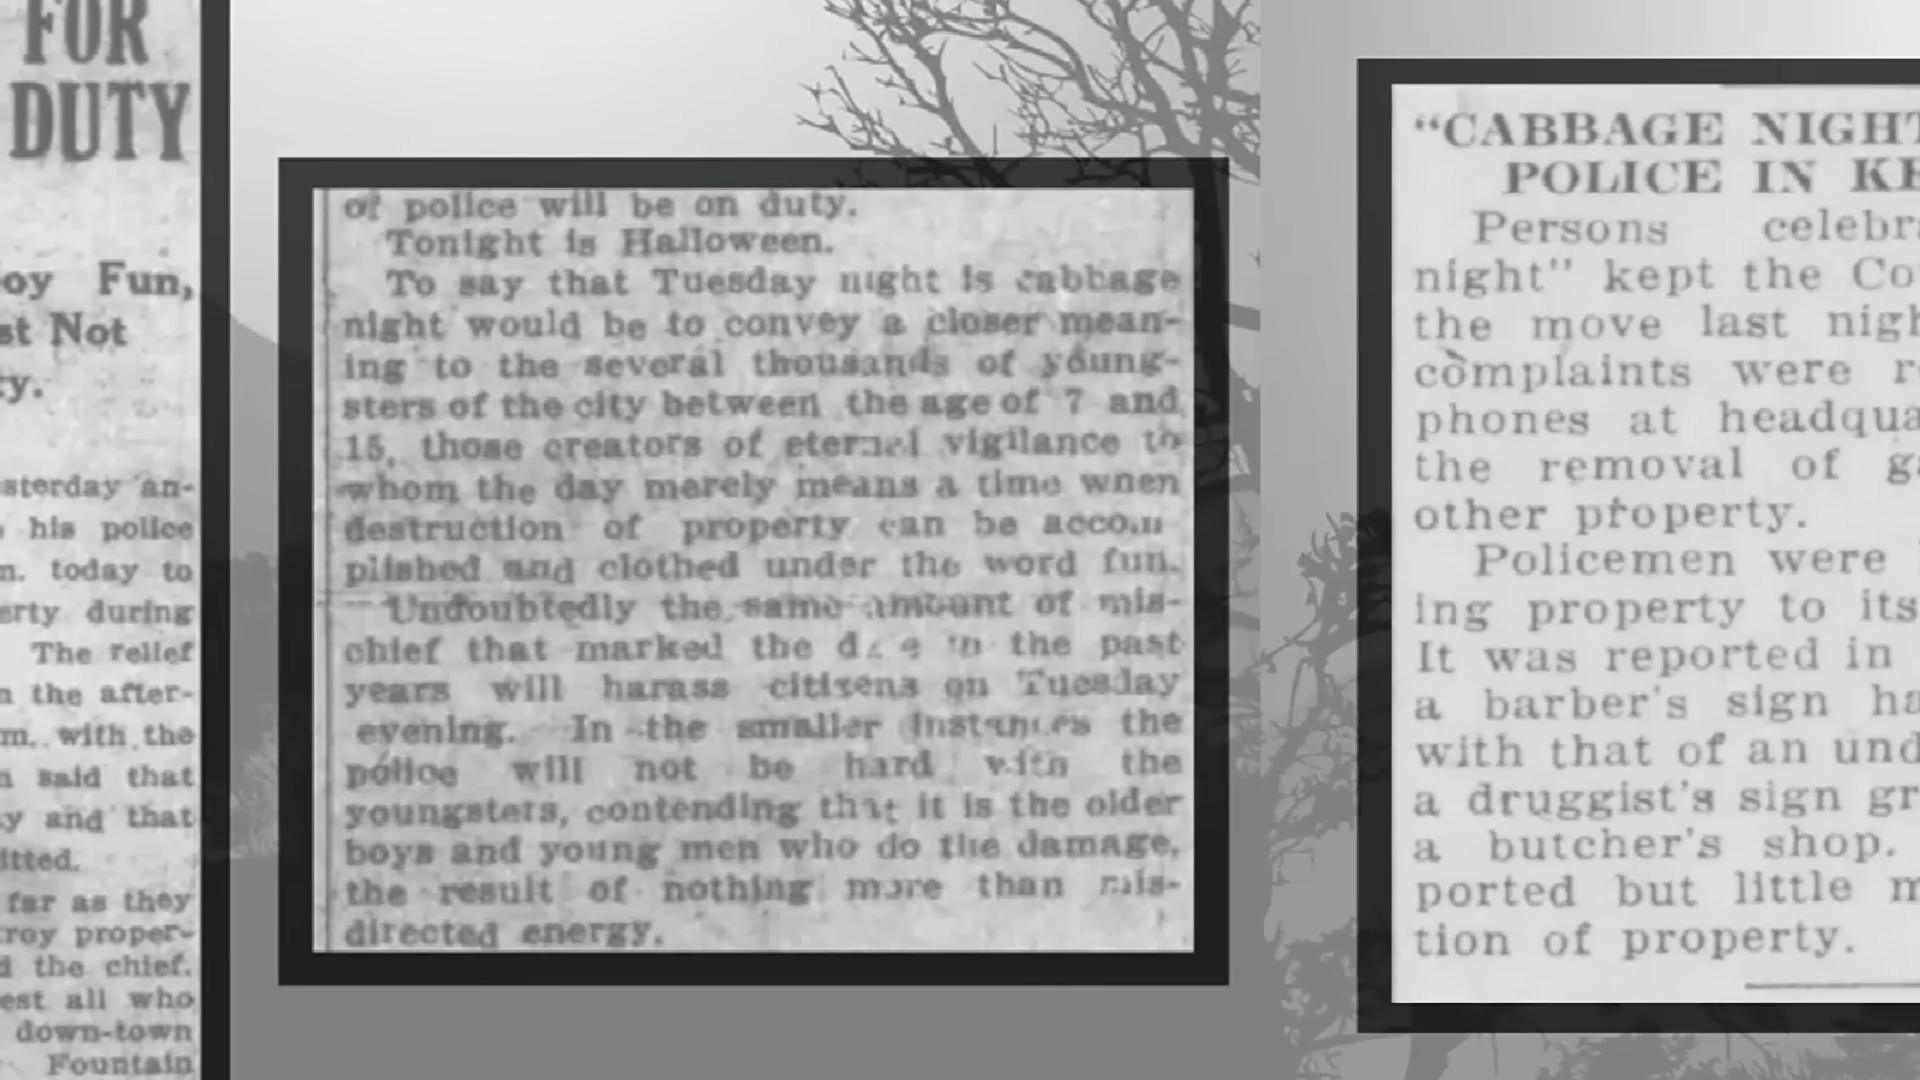 FOR
DUTY
oy Fun,
st Not
ty.
sterday an-
his police
m. today to
erty during
The relief
n the after-
m. with the
n said that
y and that
itted.
far as they
roy proper-
d the chief.
est all who
down-town
Fountain
of police will be on duty.
Tonight is Halloween.
To say that Tuesday night is cabbage
night would be to convey a closer mean-
ing to the several thousands of young-
sters of the city between the age of 7 and
15, those creators of eternal vigilance to
whom the day merely means a time when
destruction of property can be accom-
plished and clothed under the word fun.
Undoubtedly the same amount of mis-
chief that marked the in the past
years will harass citizens on Tuesday
evening. In the smaller instances the
police will not be hard with the
youngsters, contending that it is the older
boys and young men who do the damage,
the result of nothing more than mis-
directed energy.
"CABBAGE NIGHT
POLICE IN KE
Persons celebr
night" kept the Co
the move last nigh
complaints were r
phones at headqua
the removal of g
other property.
Policemen were
ing property to its
It was reported in
a barber's sign ha
with that of an und
a druggist's sign gr
a butcher's shop.
ported but little m
tion of property.